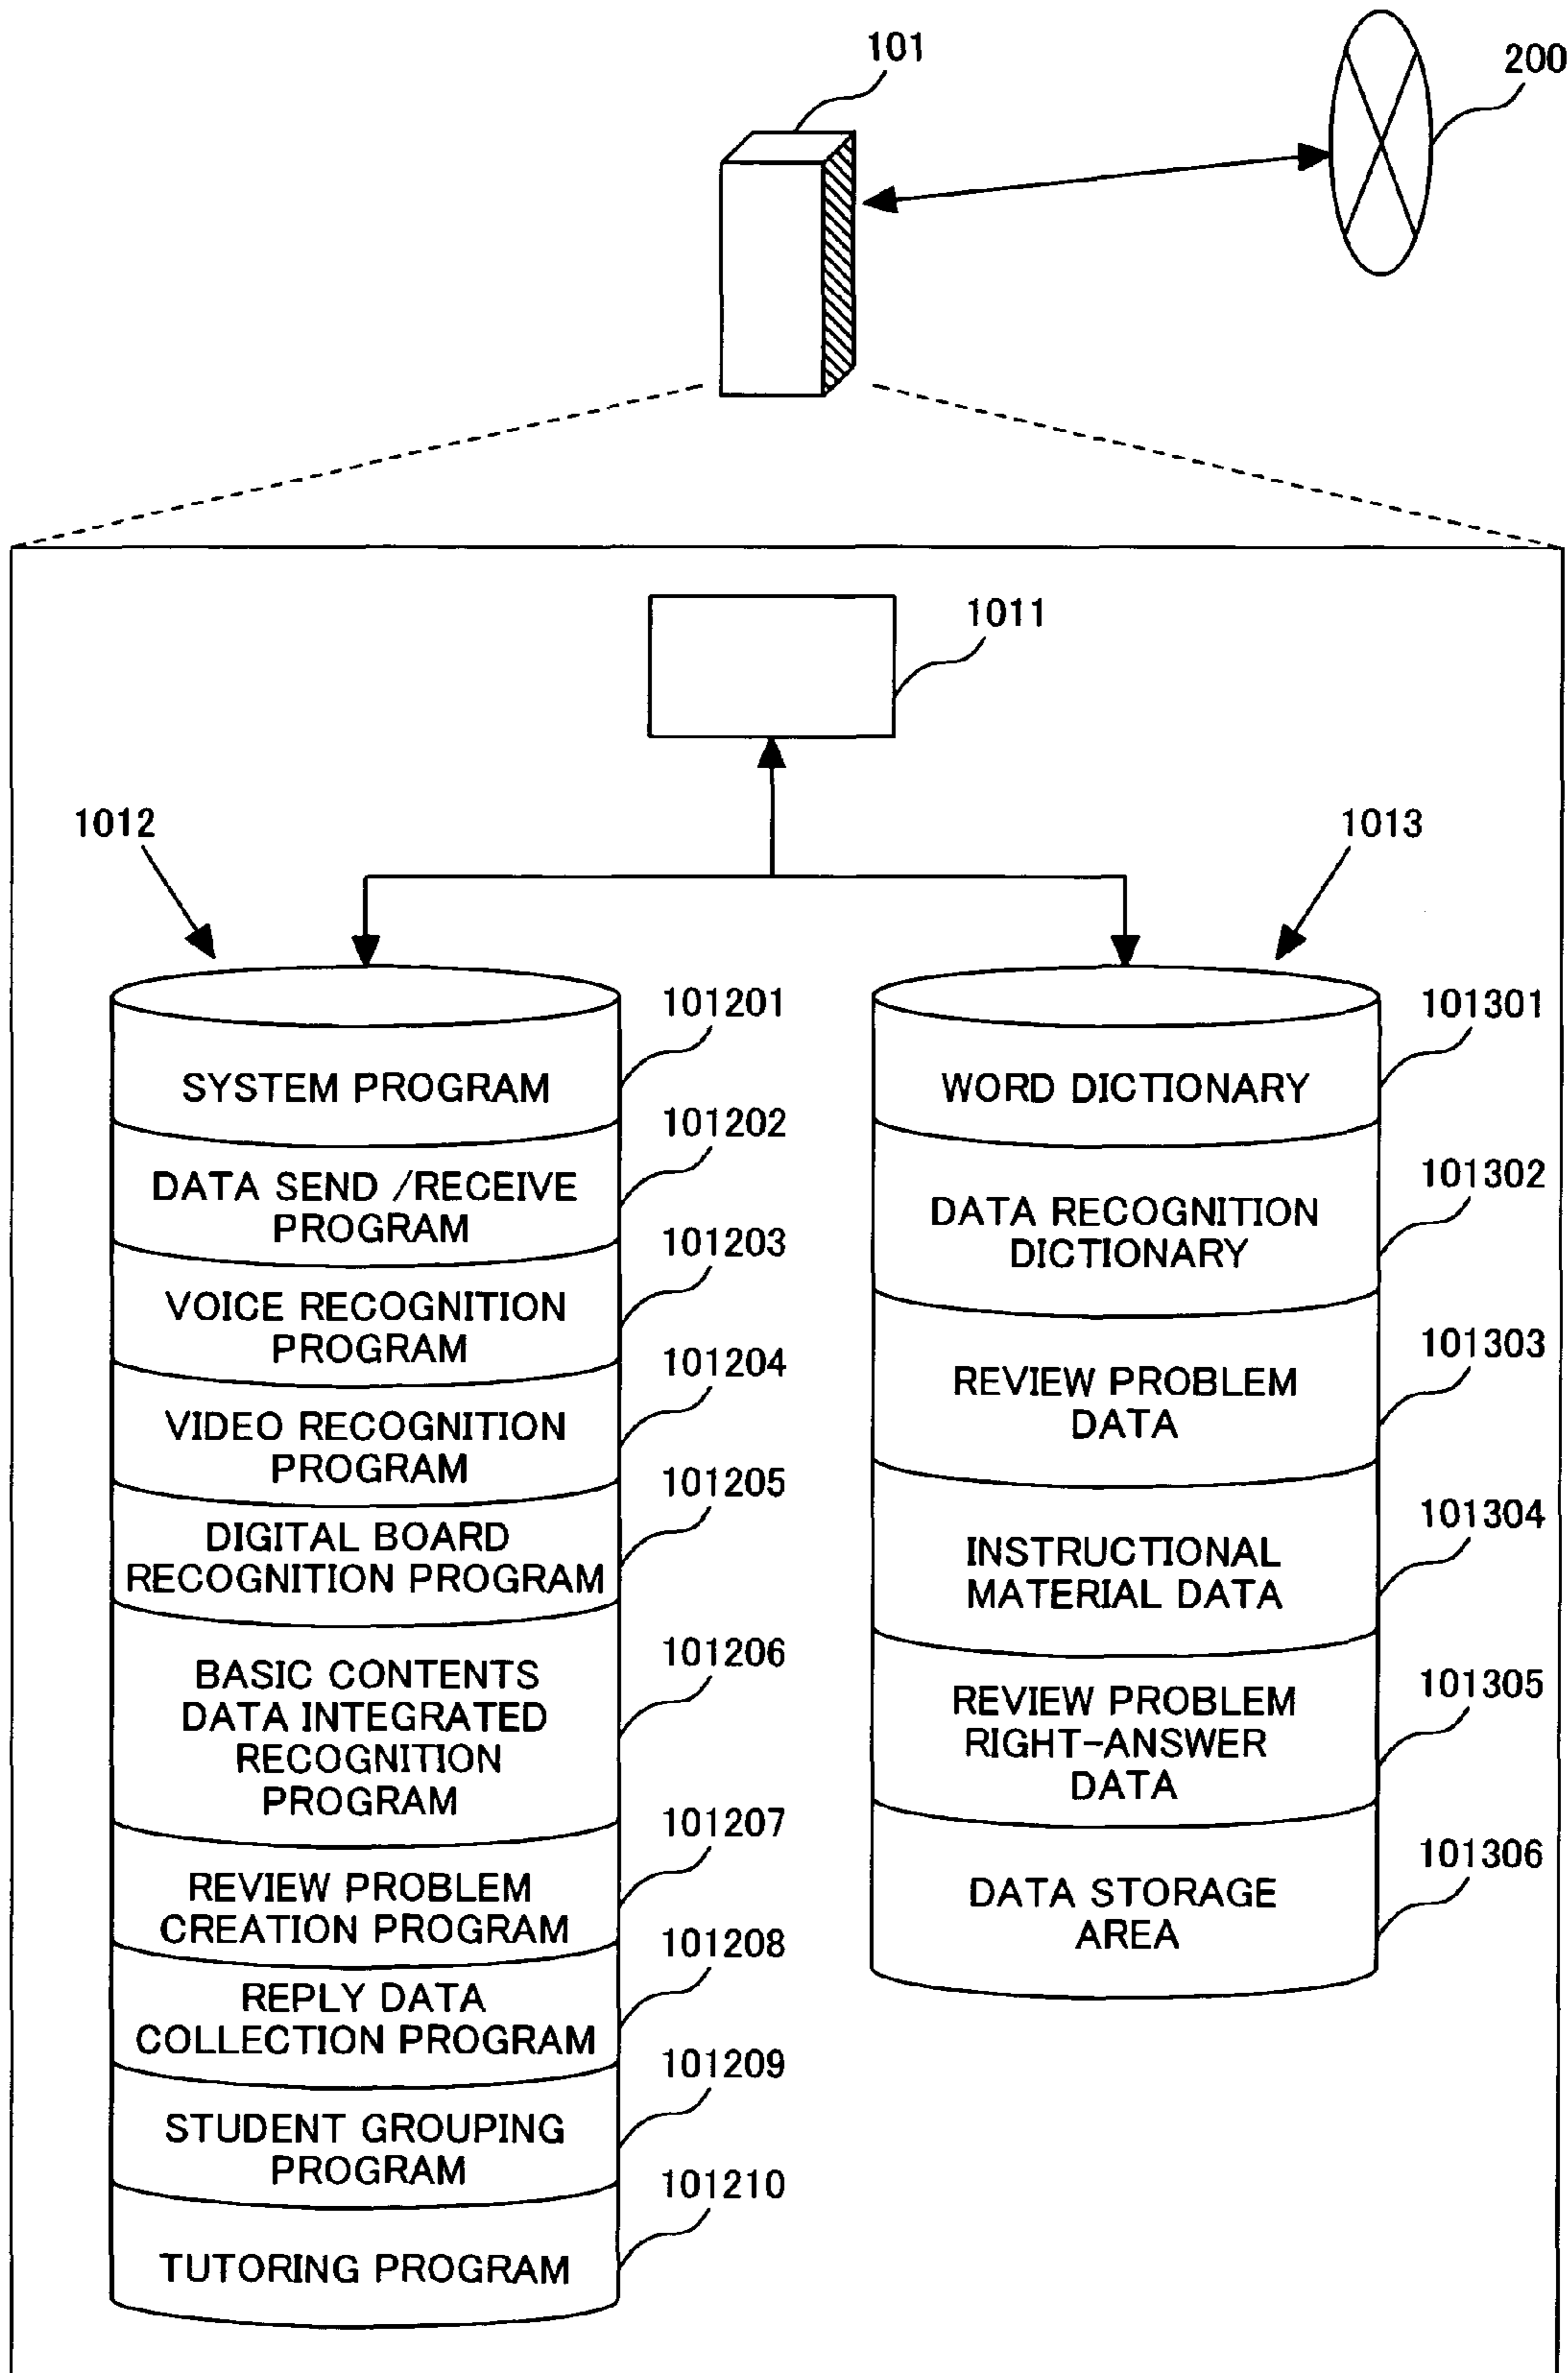 101
200
1011
1012
1013
101201
SYSTEM PROGRAM
101202
DATA SEND /RECEIVE
PROGRAM
101203
VOICE RECOGNITION
PROGRAM
101204
VIDEO RECOGNITION
PROGRAM
101205
DIGITAL BOARD
RECOGNITION PROGRAM
101206
BASIC CONTENTS
DATA INTEGRATED
RECOGNITION
PROGRAM
101207
REVIEW PROBLEM
CREATION PROGRAM
101208
REPLY DATA
COLLECTION PROGRAM
101209
STUDENT GROUPING
PROGRAM
101210
TUTORING PROGRAM
101301
WORD DICTIONARY
101302
DATA RECOGNITION
DICTIONARY
101303
REVIEW PROBLEM
DATA
101304
INSTRUCTIONAL
MATERIAL DATA
101305
REVIEW PROBLEM
RIGHT-ANSWER
DATA
101306
DATA STORAGE
AREA